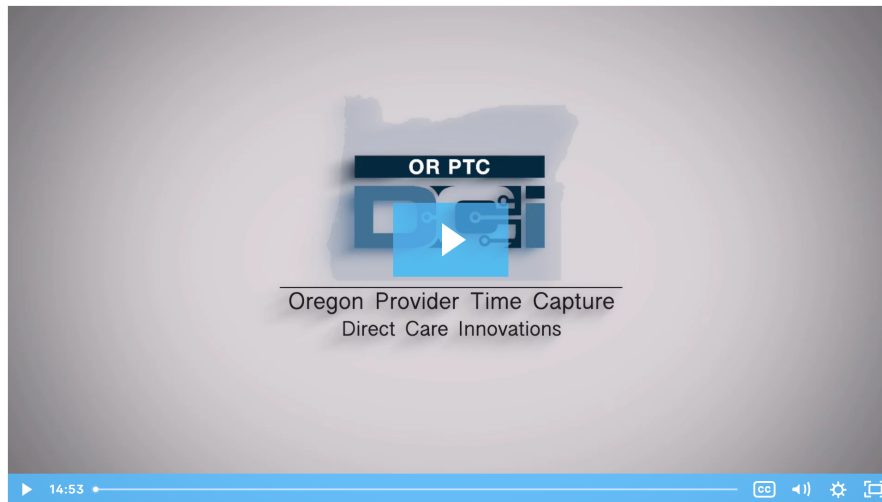 OR PTC
DCi
Oregon Provider Time Capture
Direct Care Innovations
14:53
CC